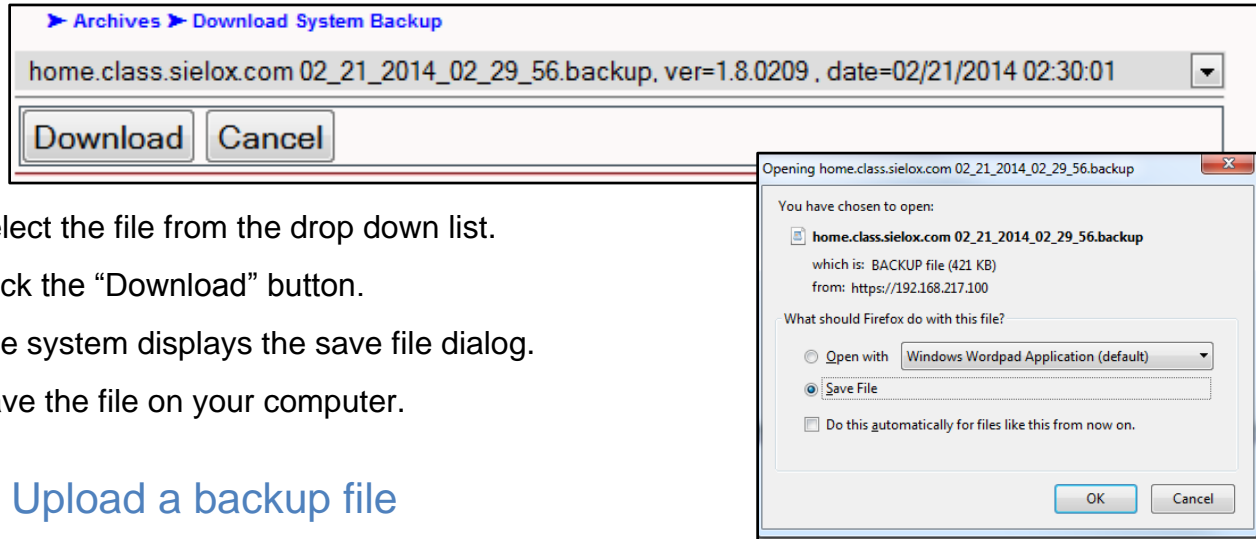 ➤ Archives ➤ Download System Backup
home.class.sielox.com 02_21_2014_02_29_56.backup, ver=1.8.0209 , date=02/21/2014 02:30:01
Download Cancel
elect the file from the drop down list.
ick the “Download” button.
e system displays the save file dialog.
ave the file on your computer.
Upload a backup file
Opening home.class.sielox.com 02_21_2014_02_29_56.backup
You have chosen to open:
home.class.sielox.com 02_21_2014_02_29_56.backup
which is: BACKUP file (421 KB)
from: https://192.168.217.100
What should Firefox do with this file?
Open with Windows Wordpad Application (default)
Save File
Do this automatically for files like this from now on.
OK Cancel